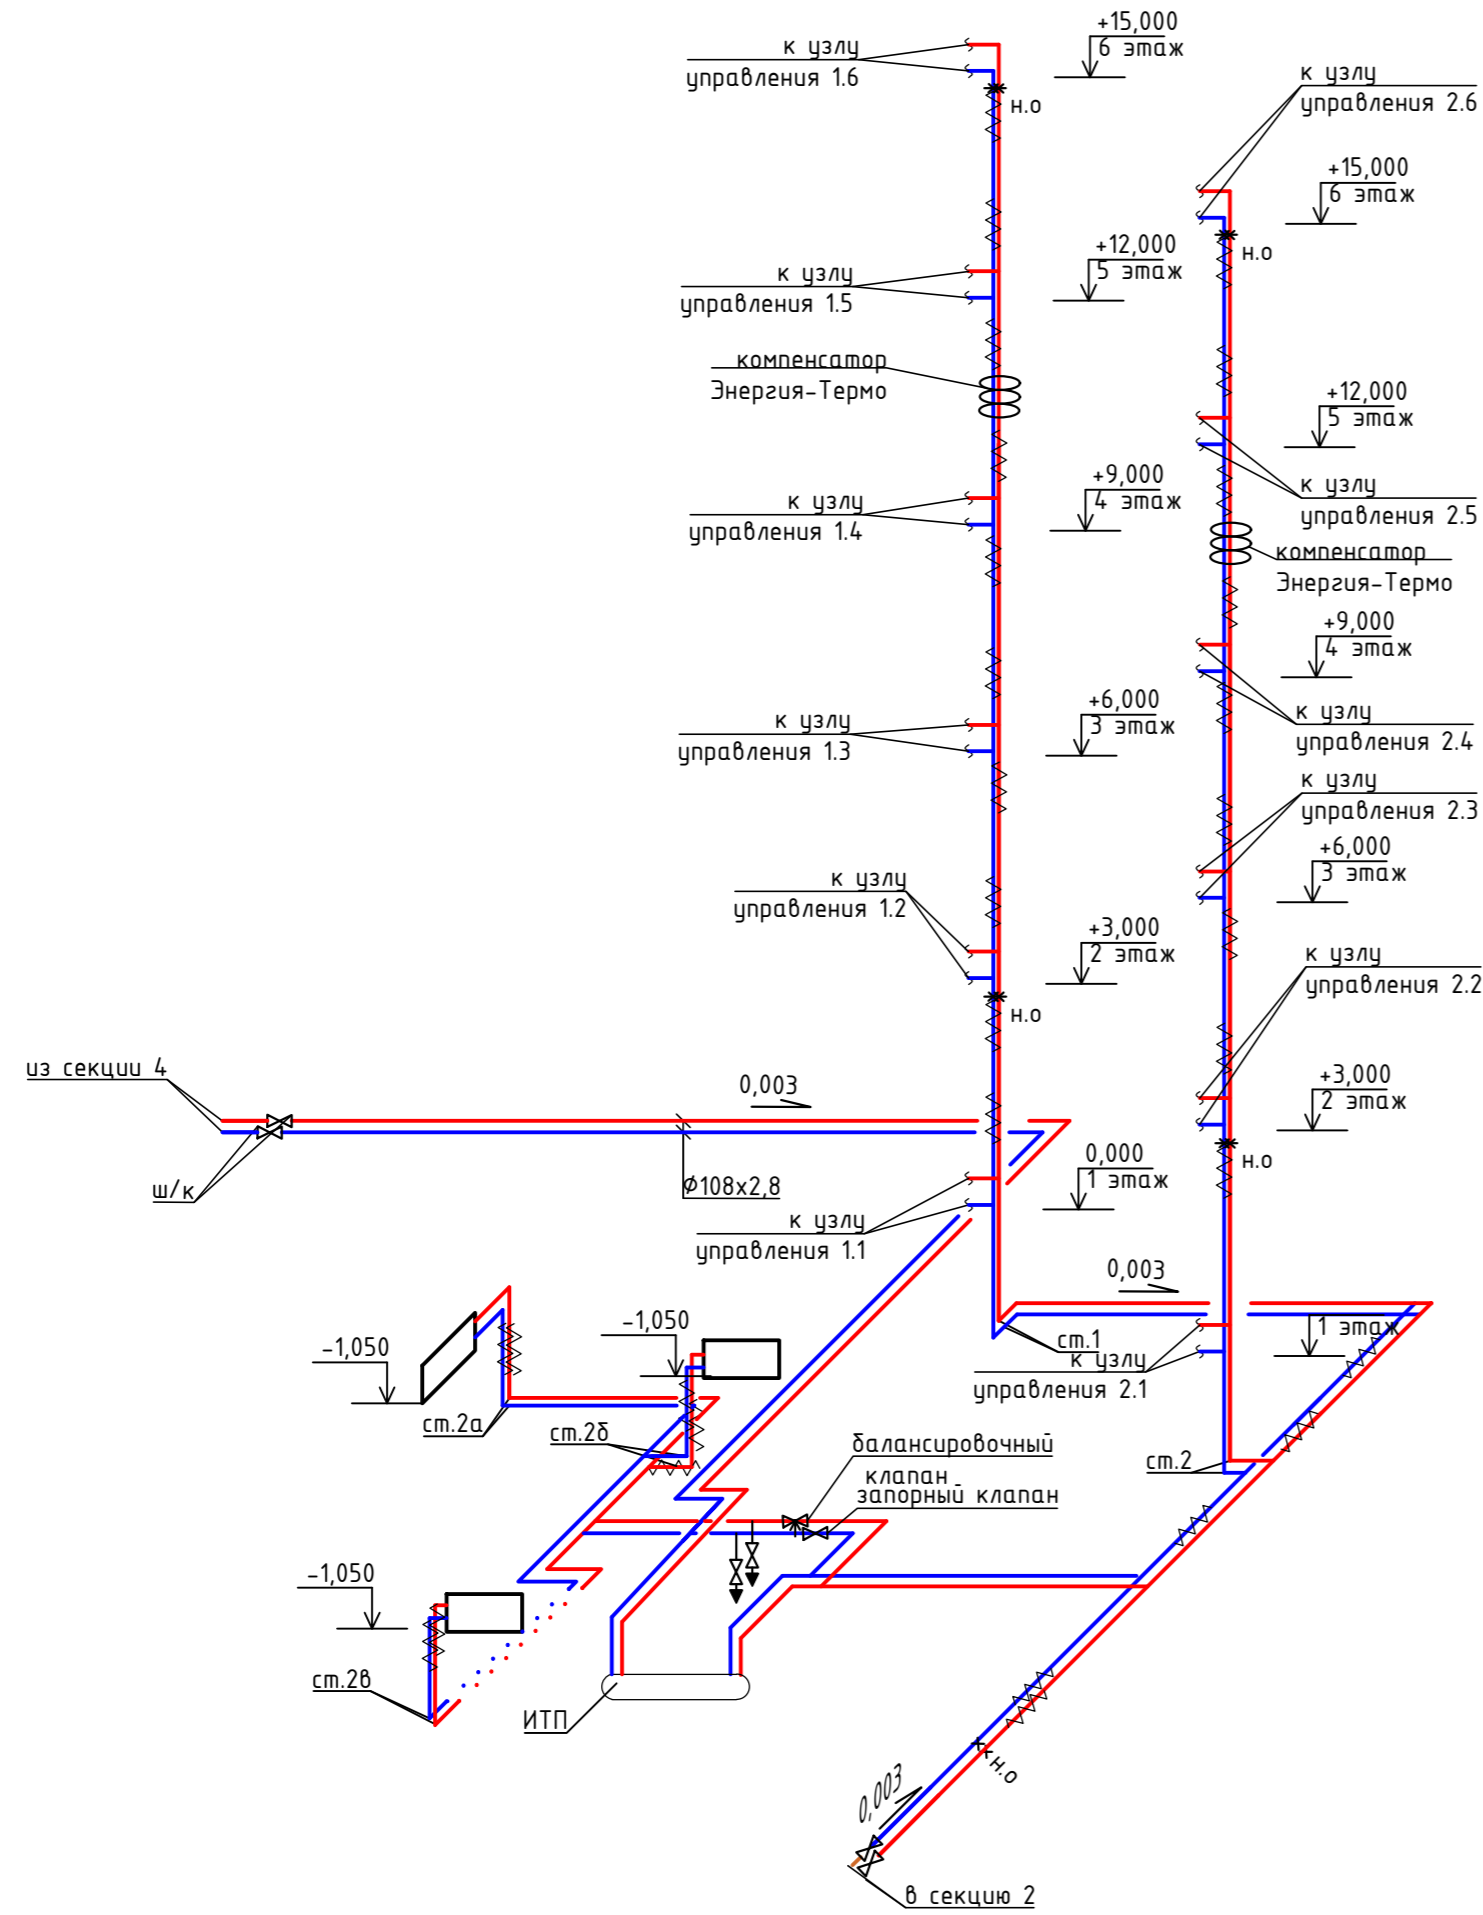 +15,000
6 этаж
к узлу
управления 1.6
н.о
к узлу
управления 2.6
+15,000
6 этаж
н.о
+12,000
5 этаж
к узлу
управления 1.5
компенсатор
Энергия-Термо
+12,000
5 этаж
+9,000
4 этаж
к узлу
управления 1.4
к узлу
управления 2.5
компенсатор
Энергия-Термо
+9,000
4 этаж
+6,000
3 этаж
к узлу
управления 1.3
к узлу
управления 2.4
к узлу
управления 2.3
+6,000
3 этаж
к узлу
управления 1.2
+3,000
2 этаж
к узлу
управления 2.2
н.о
из секции 4
0,003
+3,000
2 этаж
ш/к
ϕ108х2,8
0,000
1 этаж
н.о
к узлу
управления 1.1
0,003
-1,050
-1,050
ст.1
1 этаж
к узлу
управления 2.1
ст.2а
ст.2б
балансировочный
клапан
запорный клапан
ст.2
-1,050
ст.2в
ИТП
н.о
0,003
в секцию 2